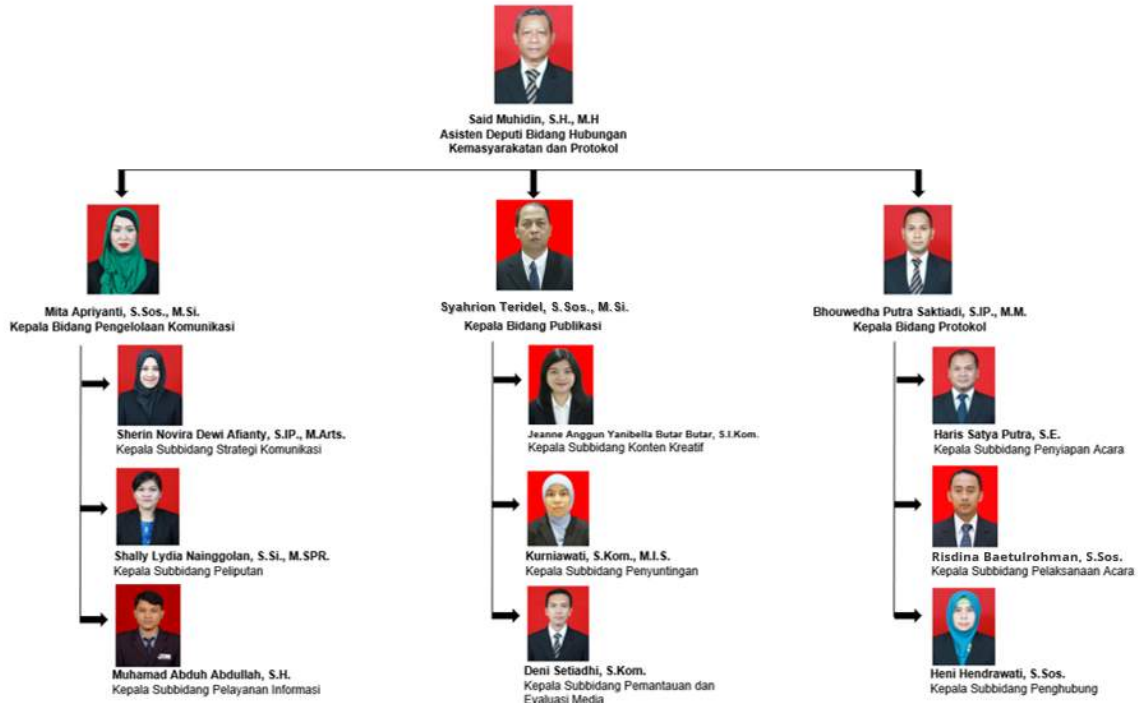 Said Muhidin, S.H., M.H
Asisten Deputi Bidang Hubungan
Kemasyarakatan dan Protokol
Mita Apriyanti, S.Sos., M.Si.
Kepala Bidang Pengelolaan Komunikasi
Syahrion Teridel, S.Sos., M.Si.
Kepala Bidang Publikasi
Bhouwedha Putra Saktiadi, S.IP., M.M.
Kepala Bidang Protokol
Sherin Novira Dewi Afianty, S.IP., M.Arts.
Kepala Subbidang Strategi Komunikasi
Jeanne Anggun Yanibella Butar Butar, S.I.Kom.
Kepala Subbidang Konten Kreatif
Haris Satya Putra, S.E.
Kepala Subbidang Penyiapan Acara
Shally Lydia Nainggolan, S.Si., M.SPR.
Kepala Subbidang Peliputan
Kurniawati, S.Kom., M.I.S.
Kepala Subbidang Penyuntingan
Risdina Baetulrohman, S.Sos.
Kepala Subbidang Pelaksanaan Acara
Muhamad Abduh Abdullah, S.H.
Kepala Subbidang Pelayanan Informasi
Deni Setiadhi, S.Kom.
Kepala Subbidang Pemantauan dan
Evaluasi Media
Heni Hendrawati, S.Sos.
Kepala Subbidang Penghubung